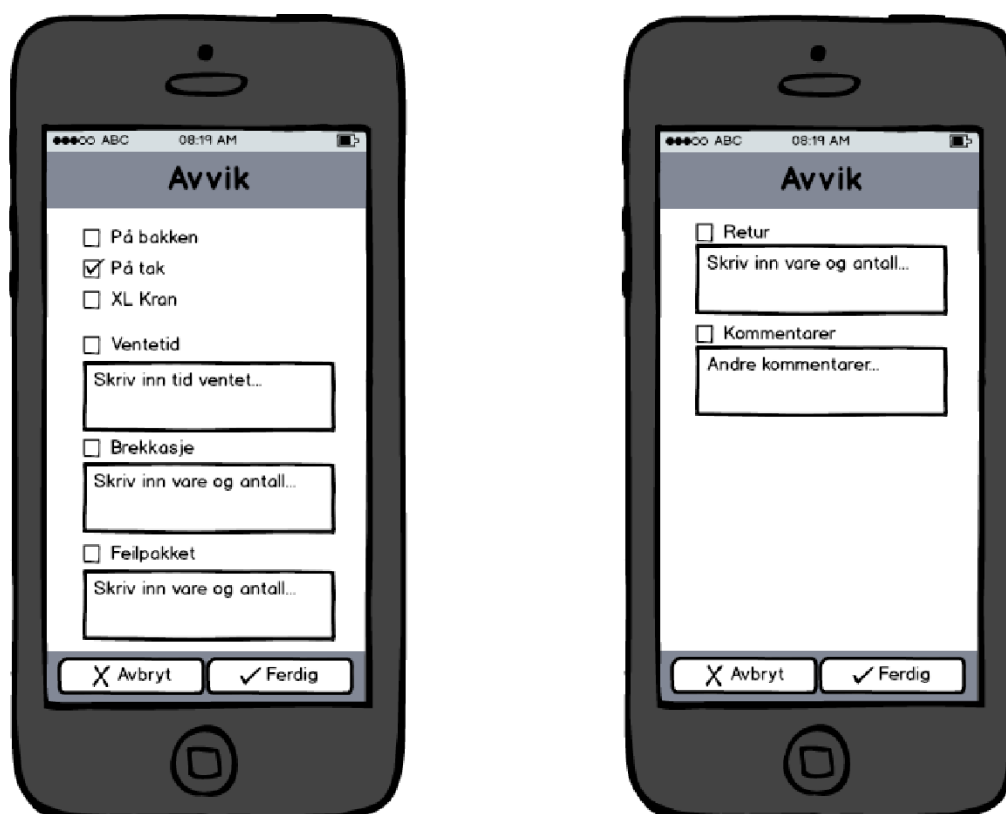 ABC 08:19 AM
Avvik
På bakken
På tak
XL Kran
Ventetid
Skriv inn tid ventet...
Brekkasje
Skriv inn vare og antall...
Feilpakket
Skriv inn vare og antall...
Avbryt Ferdig
ABC 08:19 AM
Avvik
Retur
Skriv inn vare og antall...
Kommentarer
Andre kommentarer...
Avbryt Ferdig